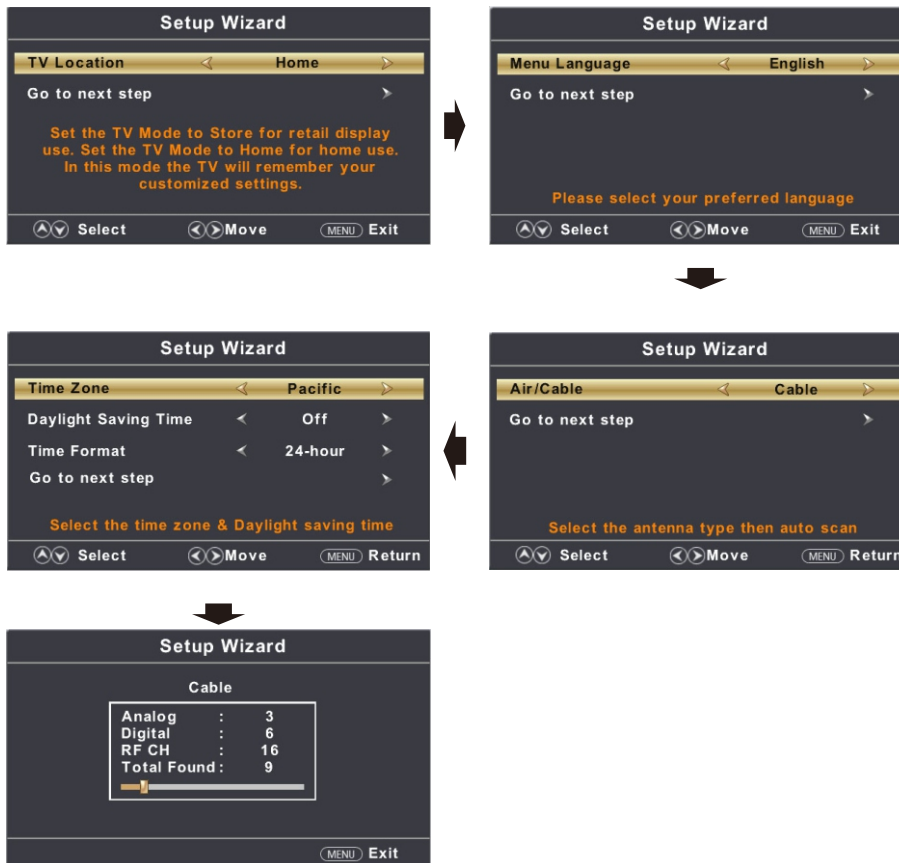 Setup Wizard
TV Location Home
Go to next step
Set the TV Mode to Store for retail display
use. Set the TV Mode to Home for home use.
In this mode the TV will remember your
customized settings.
Select Move MENU Exit
Setup Wizard
Menu Language English
Go to next step
Please select your preferred language
Select Move MENU Exit
Setup Wizard
Air/Cable Cable
Go to next step
Select the antenna type then auto scan
Select Move MENU Return
Setup Wizard
Time Zone Pacific
Daylight Saving Time Off
Time Format 24-hour
Go to next step
Select the time zone & Daylight saving time
Select Move MENU Return
Setup Wizard
Cable
Analog : 3
Digital : 6
RF CH : 16
Total Found : 9
MENU Exit